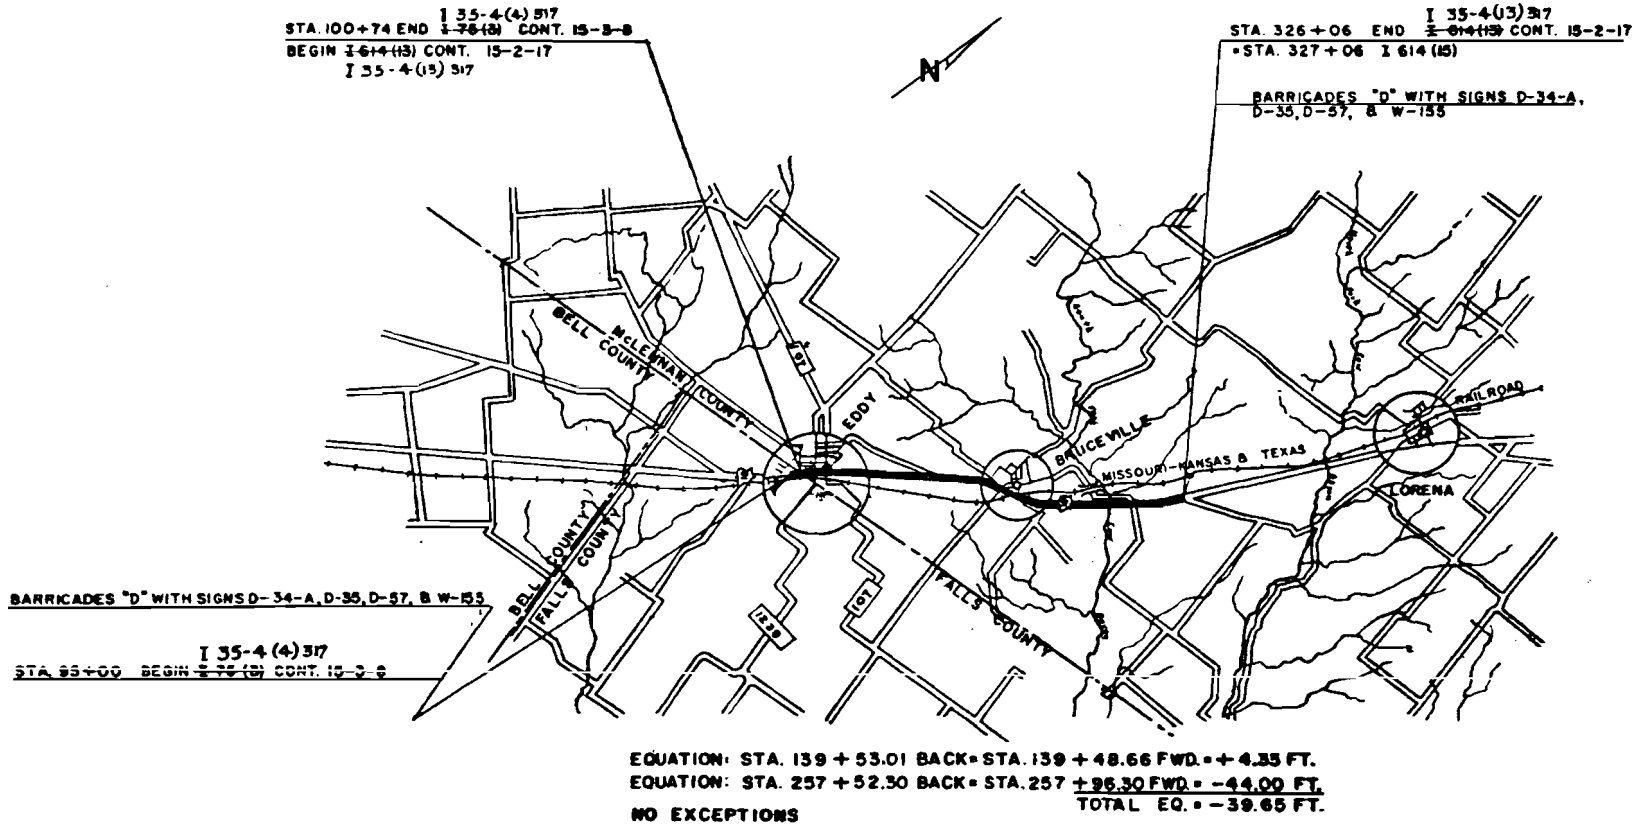 I 35-4(4) 317
STA. 100+74 END I 75(3) CONT. 15-3-8
BEGIN I 614(13) CONT. 15-2-17
I 35-4(13) 317
N
I 35-4(13) 317
STA. 326+06 END I 614(13) CONT. 15-2-17
=STA. 327+06 I 614(15)
BARRICADES "D" WITH SIGNS D-34-A,
D-35, D-57, & W-155
McLENNAN COUNTY
BELL COUNTY
107
EDDY
BRUCEVILLE
MISSOURI-KANSAS & TEXAS
RAILROAD
LORENA
BELL COUNTY
FALLS COUNTY
FALLS COUNTY
1239
107
BARRICADES "D" WITH SIGNS D-34-A, D-35, D-57, & W-155
I 35-4(4) 317
STA. 95+00 BEGIN I 75(3) CONT. 15-3-8
EQUATION: STA. 139+53.01 BACK=STA. 139+48.66 FWD.=+4.35 FT.
EQUATION: STA. 257+52.30 BACK=STA. 257+96.30 FWD.= -44.00 FT.
TOTAL EQ.= -39.65 FT.
NO EXCEPTIONS